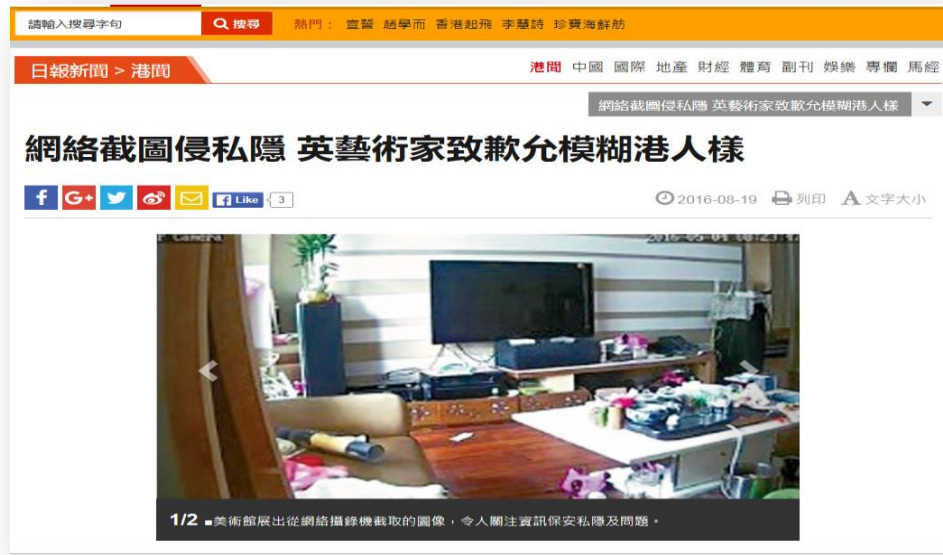 請輸入搜尋字句
搜尋
熱門： 宣誓 趙學而 香港起飛 李慧詩 珍寶海鮮舫
日報新聞 > 港聞
港聞 中國 國際 地產 財經 體育 副刊 娛樂 專欄 馬經
網絡截圖侵私隱 英藝術家致歉允模糊港人樣
網絡截圖侵私隱 英藝術家致歉允模糊港人樣
f G+ f Like 3
2016-08-19 列印 A 文字大小
Camera
1/2 ■美術館展出從網絡攝錄機截取的圖像，令人關注資訊保安私隱及問題。